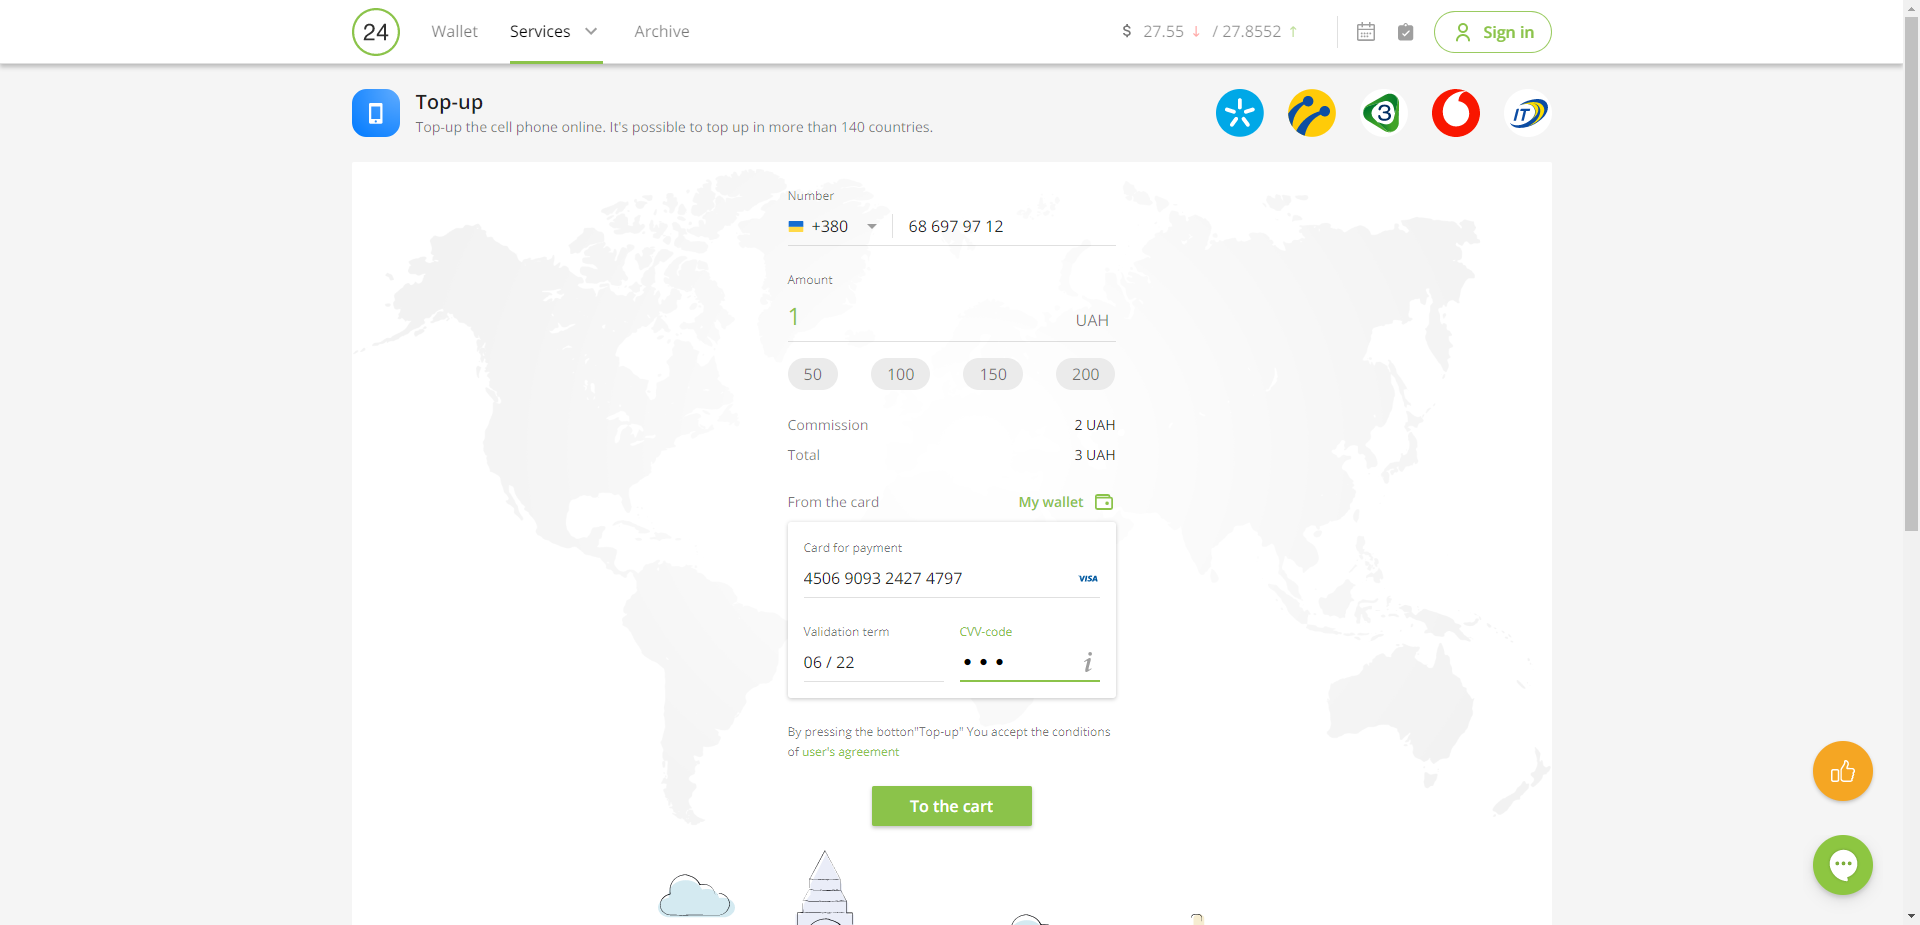 24
Wallet
Services
Archive
$ 27.55 ↓ / 27.8552 ↑
Sign in
Top-up
Top-up the cell phone online. It's possible to top up in more than 140 countries.
3
IT
Number
+380
68 697 97 12
Amount
1
UAH
50
100
150
200
Commission
2 UAH
Total
3 UAH
From the card
My wallet
Card for payment
4506 9093 2427 4797
VISA
Validation term
CVV-code
06 / 22
•••
i
By pressing the botton"Top-up" You accept the conditions
of user's agreement
To the cart